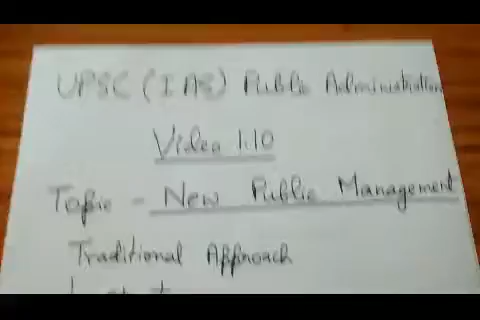 UPSC (IAS) Public Administration
Video 1.10
Topic - New Public Management
Traditional Approach